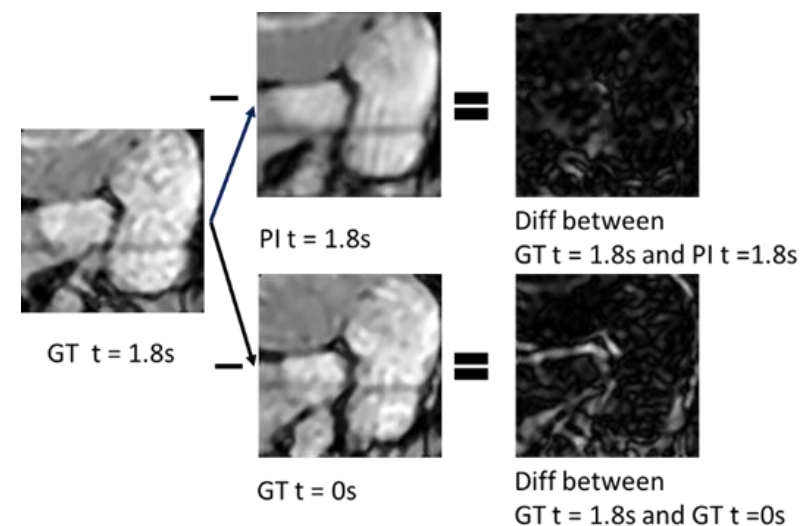 PI t = 1.8s
Diff between
GT t = 1.8s and PI t =1.8s
GT t = 1.8s
GT t = 0s
Diff between
GT t = 1.8s and GT t =0s